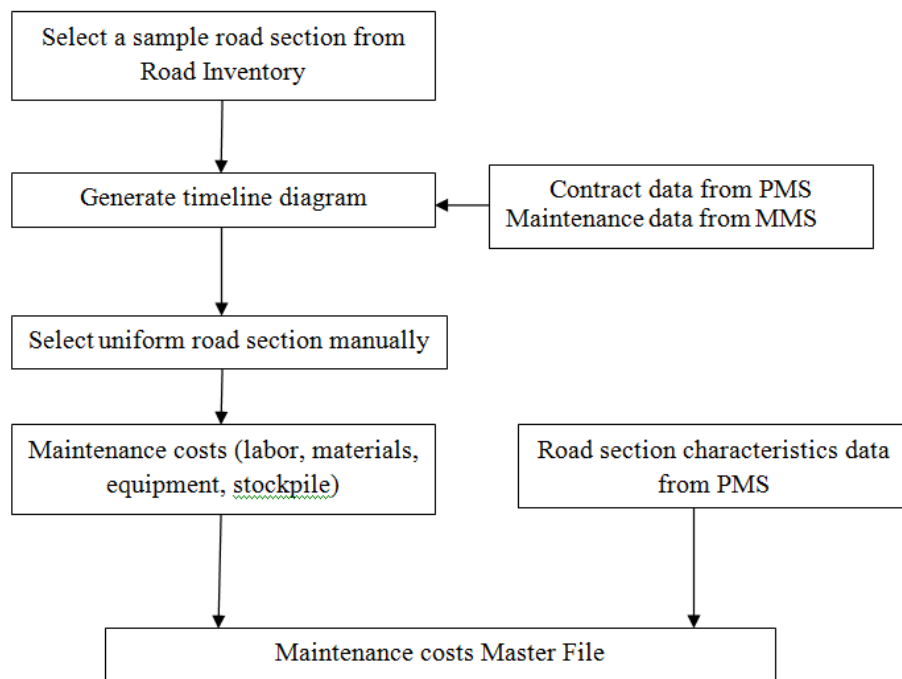 Select a sample road section from
Road Inventory
Generate timeline diagram
Contract data from PMS
Maintenance data from MMS
Select uniform road section manually
Maintenance costs (labor, materials,
equipment, stockpile)
Road section characteristics data
from PMS
Maintenance costs Master File